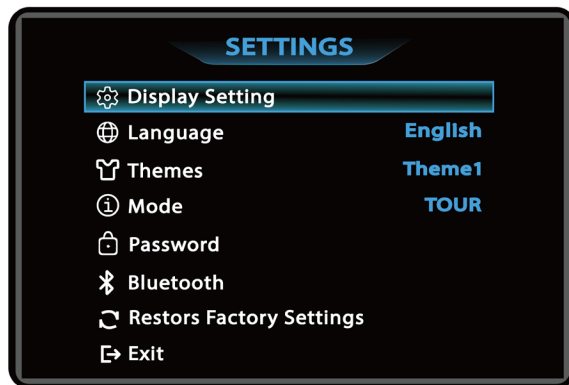 SETTINGS
Display Setting
Language English
Themes Theme1
Mode TOUR
Password
Bluetooth
Restors Factory Settings
Exit